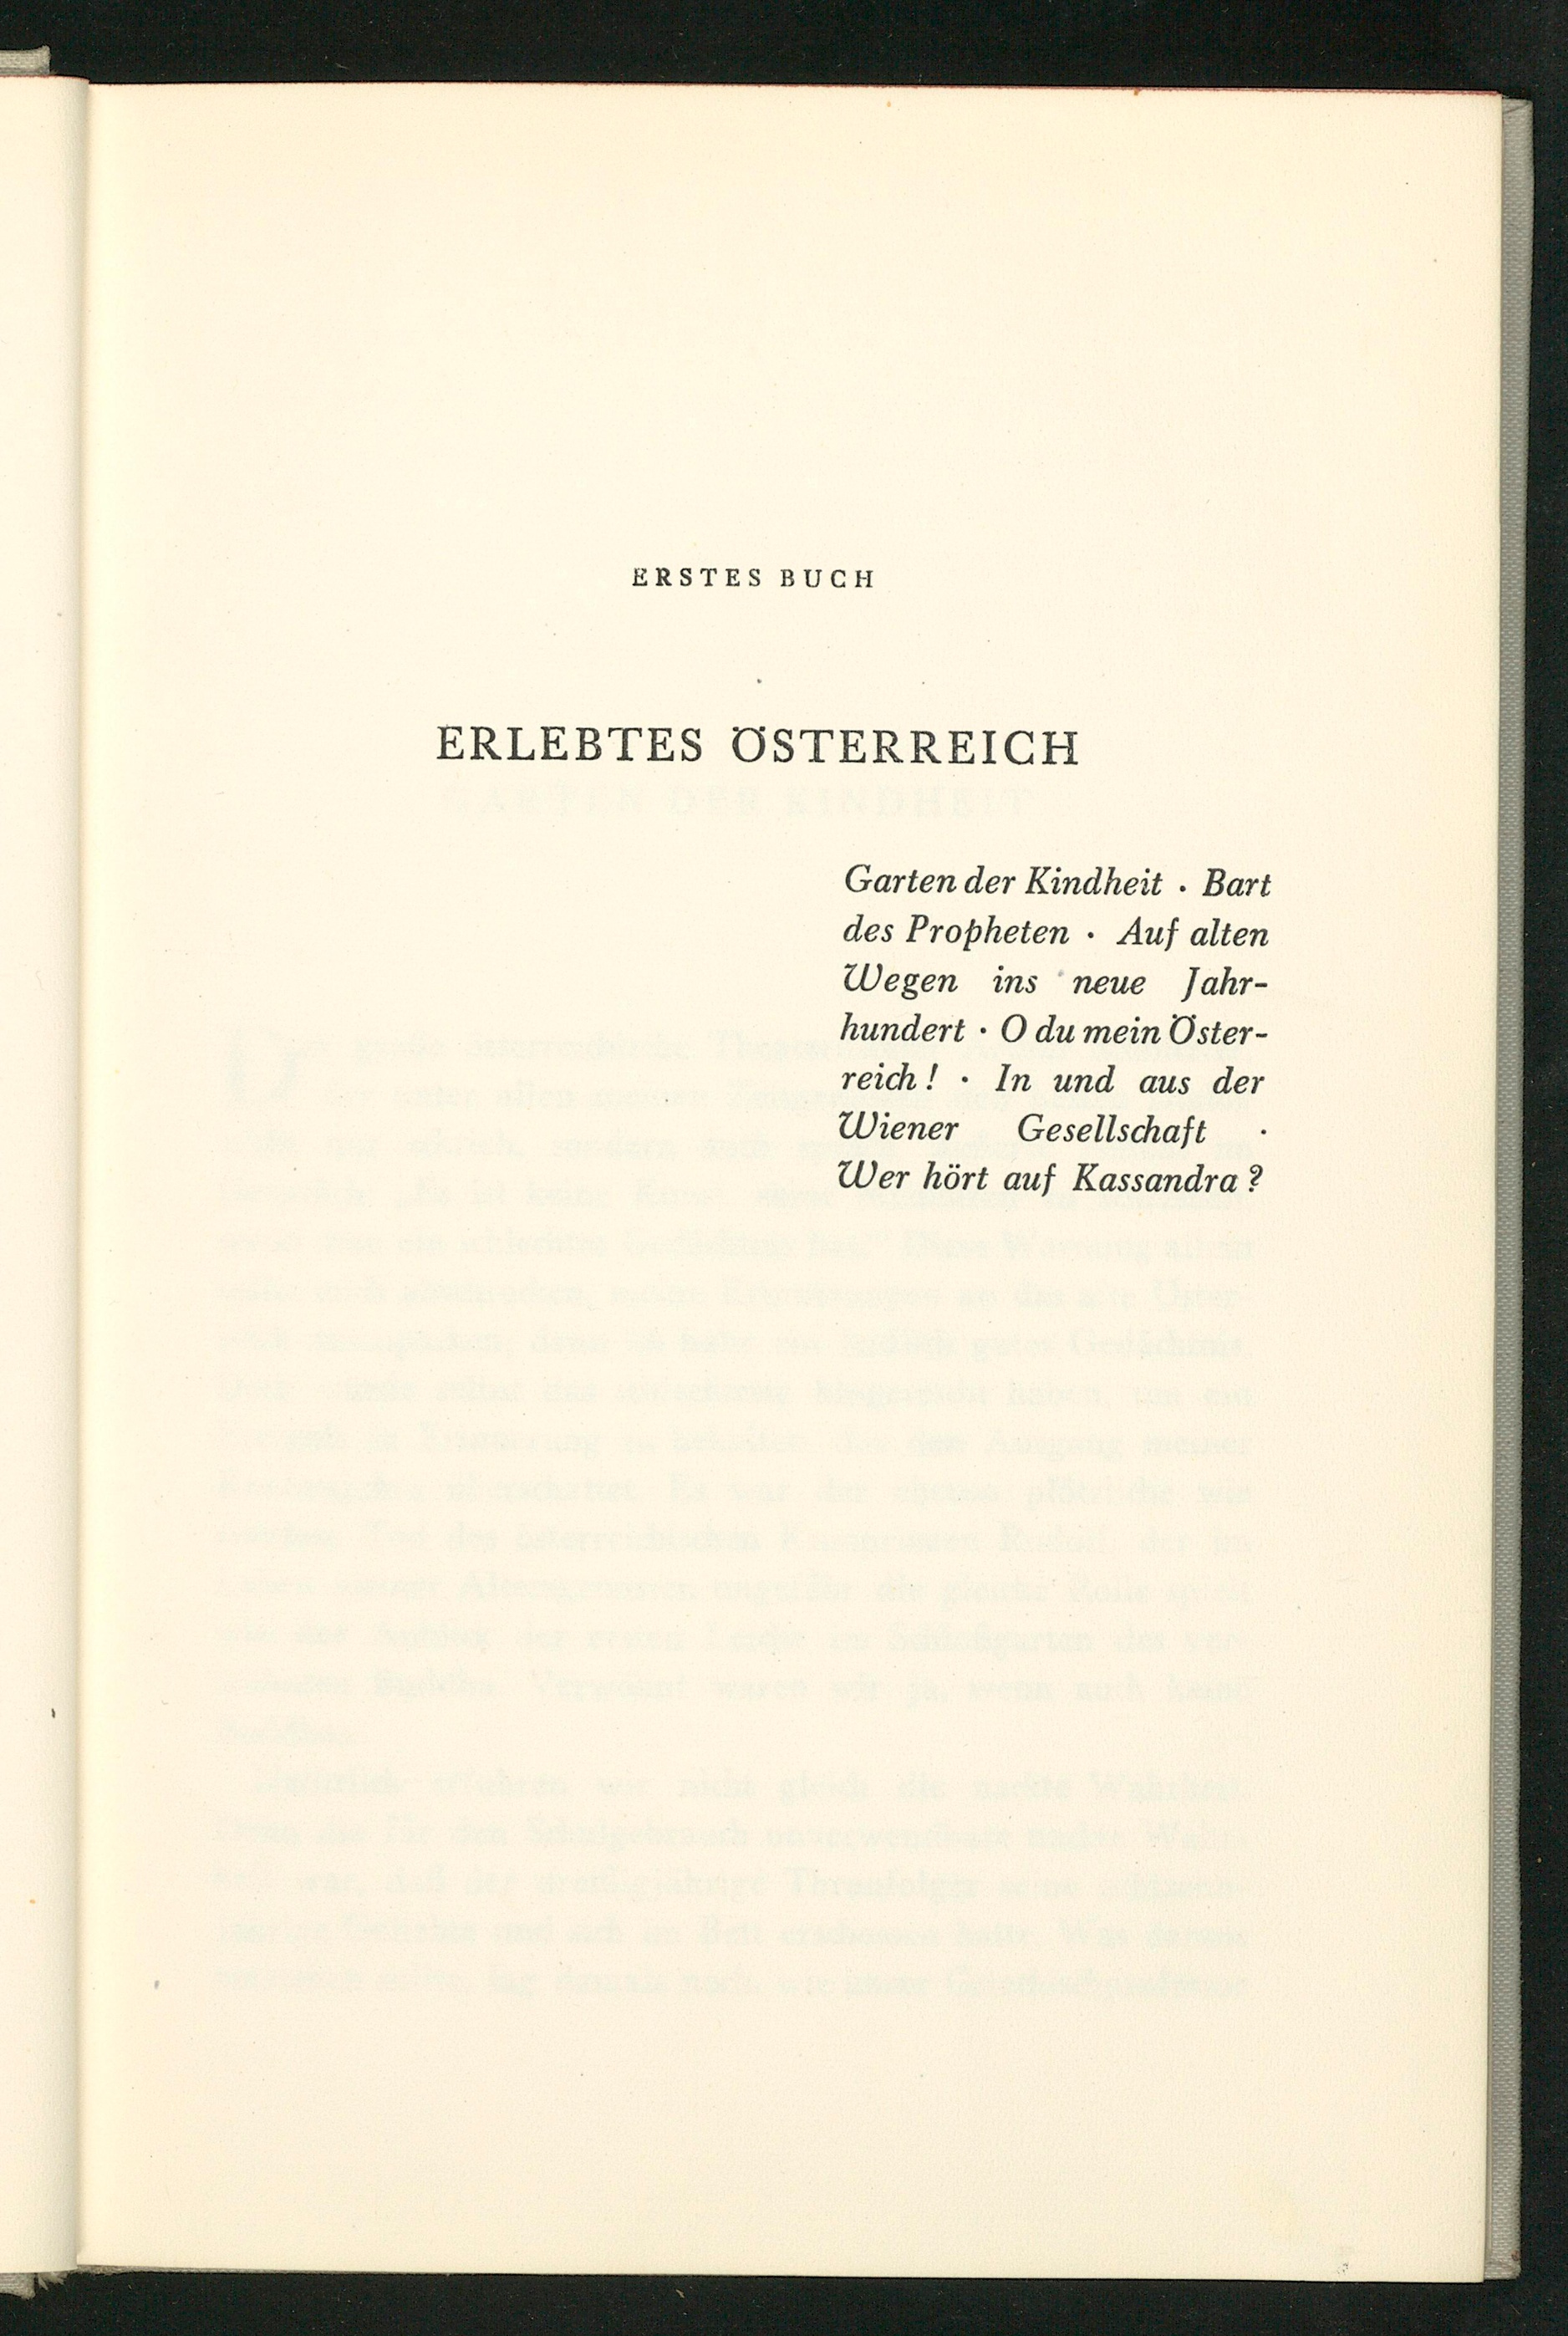 ERSTES BUCH
ERLEBTES ÖSTERREICH
Garten der Kindheit · Bart
des Propheten · Auf alten
Wegen ins neue Jahr-
hundert · O du mein Öster-
reich! · In und aus der
Wiener Gesellschaft ·
Wer hört auf Kassandra?